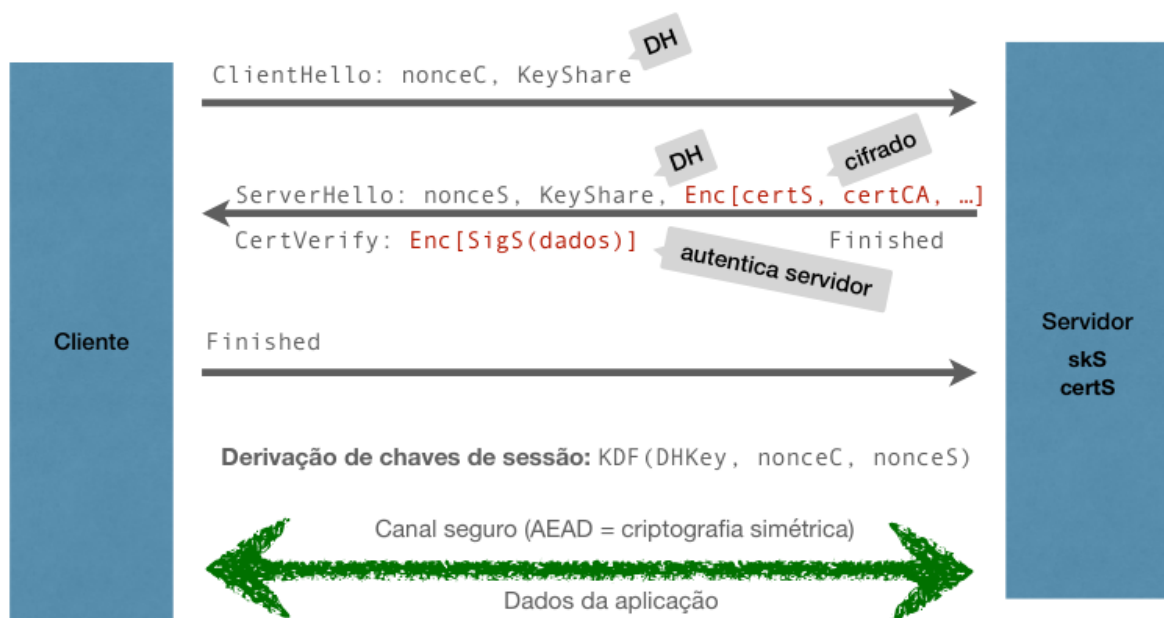 DH
ClientHello: nonceC, KeyShare
DH
cifrado
ServerHello: nonceS, KeyShare, Enc[certS, certCA, …]
CertVerify: Enc[SigS(dados)]
Finished
autentica servidor
Cliente
Servidor
skS
certS
Finished
Derivação de chaves de sessão: KDF(DHKey, nonceC, nonceS)
Canal seguro (AEAD = criptografia simétrica)
Dados da aplicação